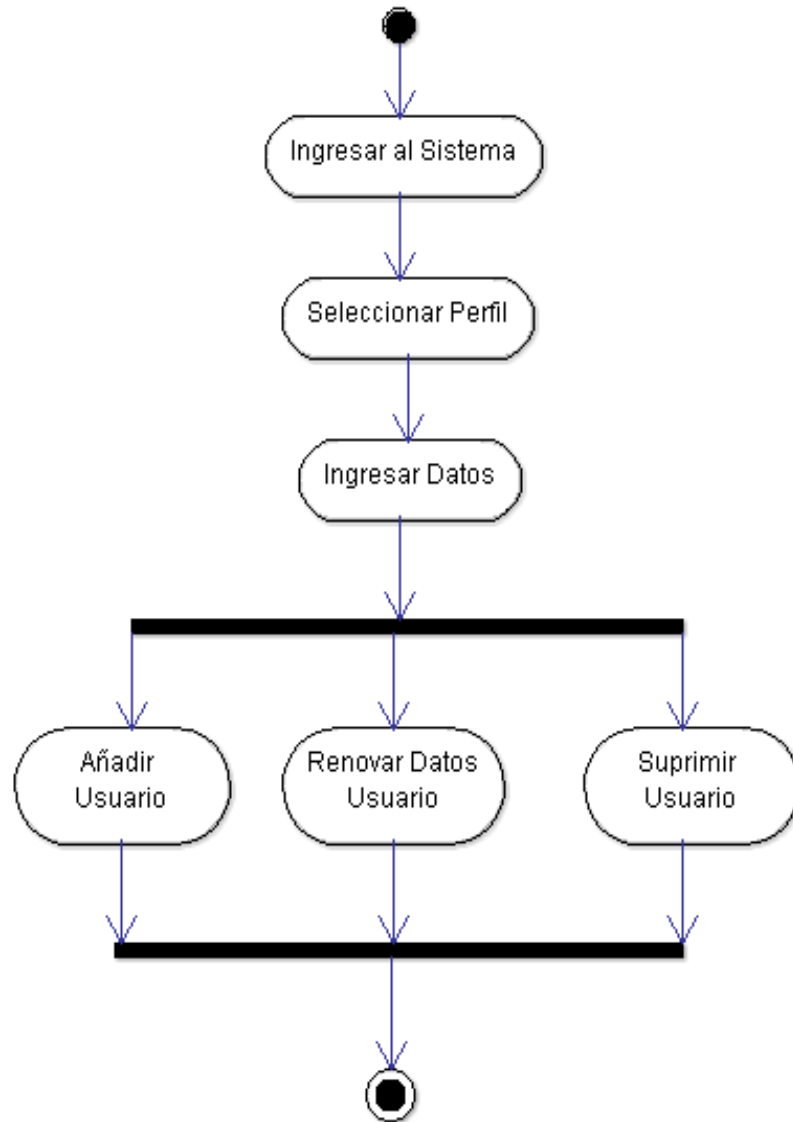 Ingresar al Sistema
Seleccionar Perfil
Ingresar Datos
Añadir
Usuario
Renovar Datos
Usuario
Suprimir
Usuario